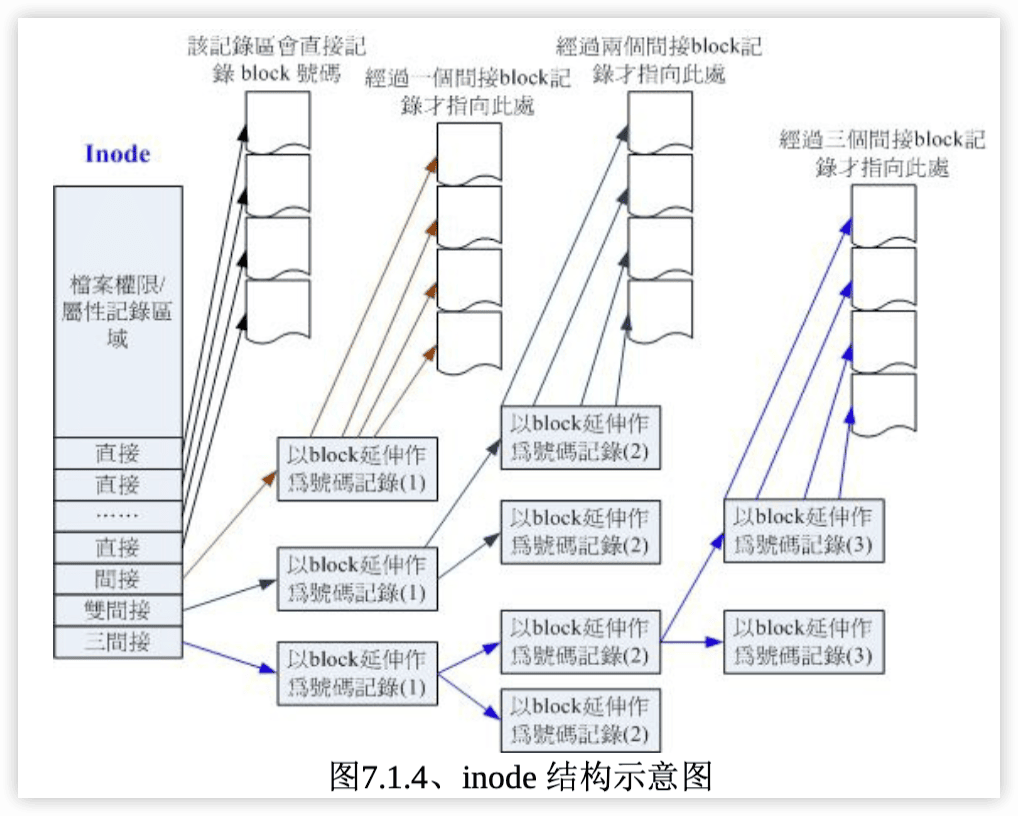 該記錄區會直接記
錄 block 號碼
經過一個間接block記
錄才指向此處
經過兩個間接block記
錄才指向此處
經過三個間接block記
錄才指向此處
Inode
檔案權限/
屬性記錄區
域
直接
直接
……
直接
間接
雙間接
三間接
以block延伸作
爲號碼記錄(1)
以block延伸作
爲號碼記錄(1)
以block延伸作
爲號碼記錄(1)
以block延伸作
爲號碼記錄(2)
以block延伸作
爲號碼記錄(2)
以block延伸作
爲號碼記錄(2)
以block延伸作
爲號碼記錄(2)
以block延伸作
爲號碼記錄(3)
以block延伸作
爲號碼記錄(3)
图7.1.4、inode 结构示意图